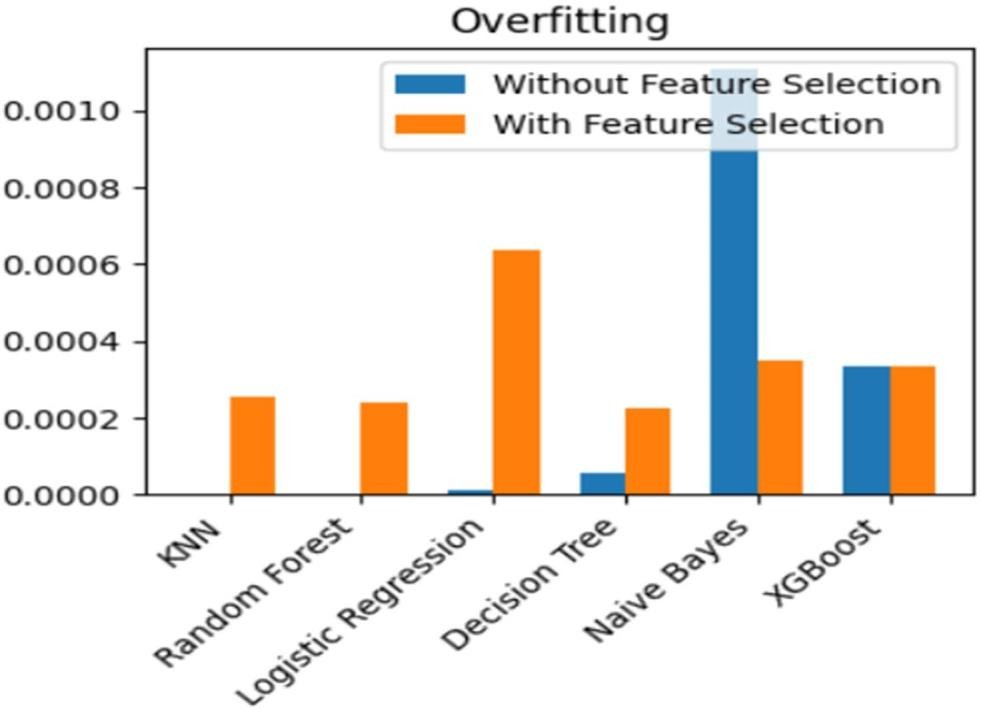 Overfitting
Without Feature Selection
With Feature Selection
0.0010
0.0008
0.0006
0.0004
0.0002
0.0000
KNN
Random Forest
Logistic Regression
Decision Tree
Naive Bayes
XGBoost